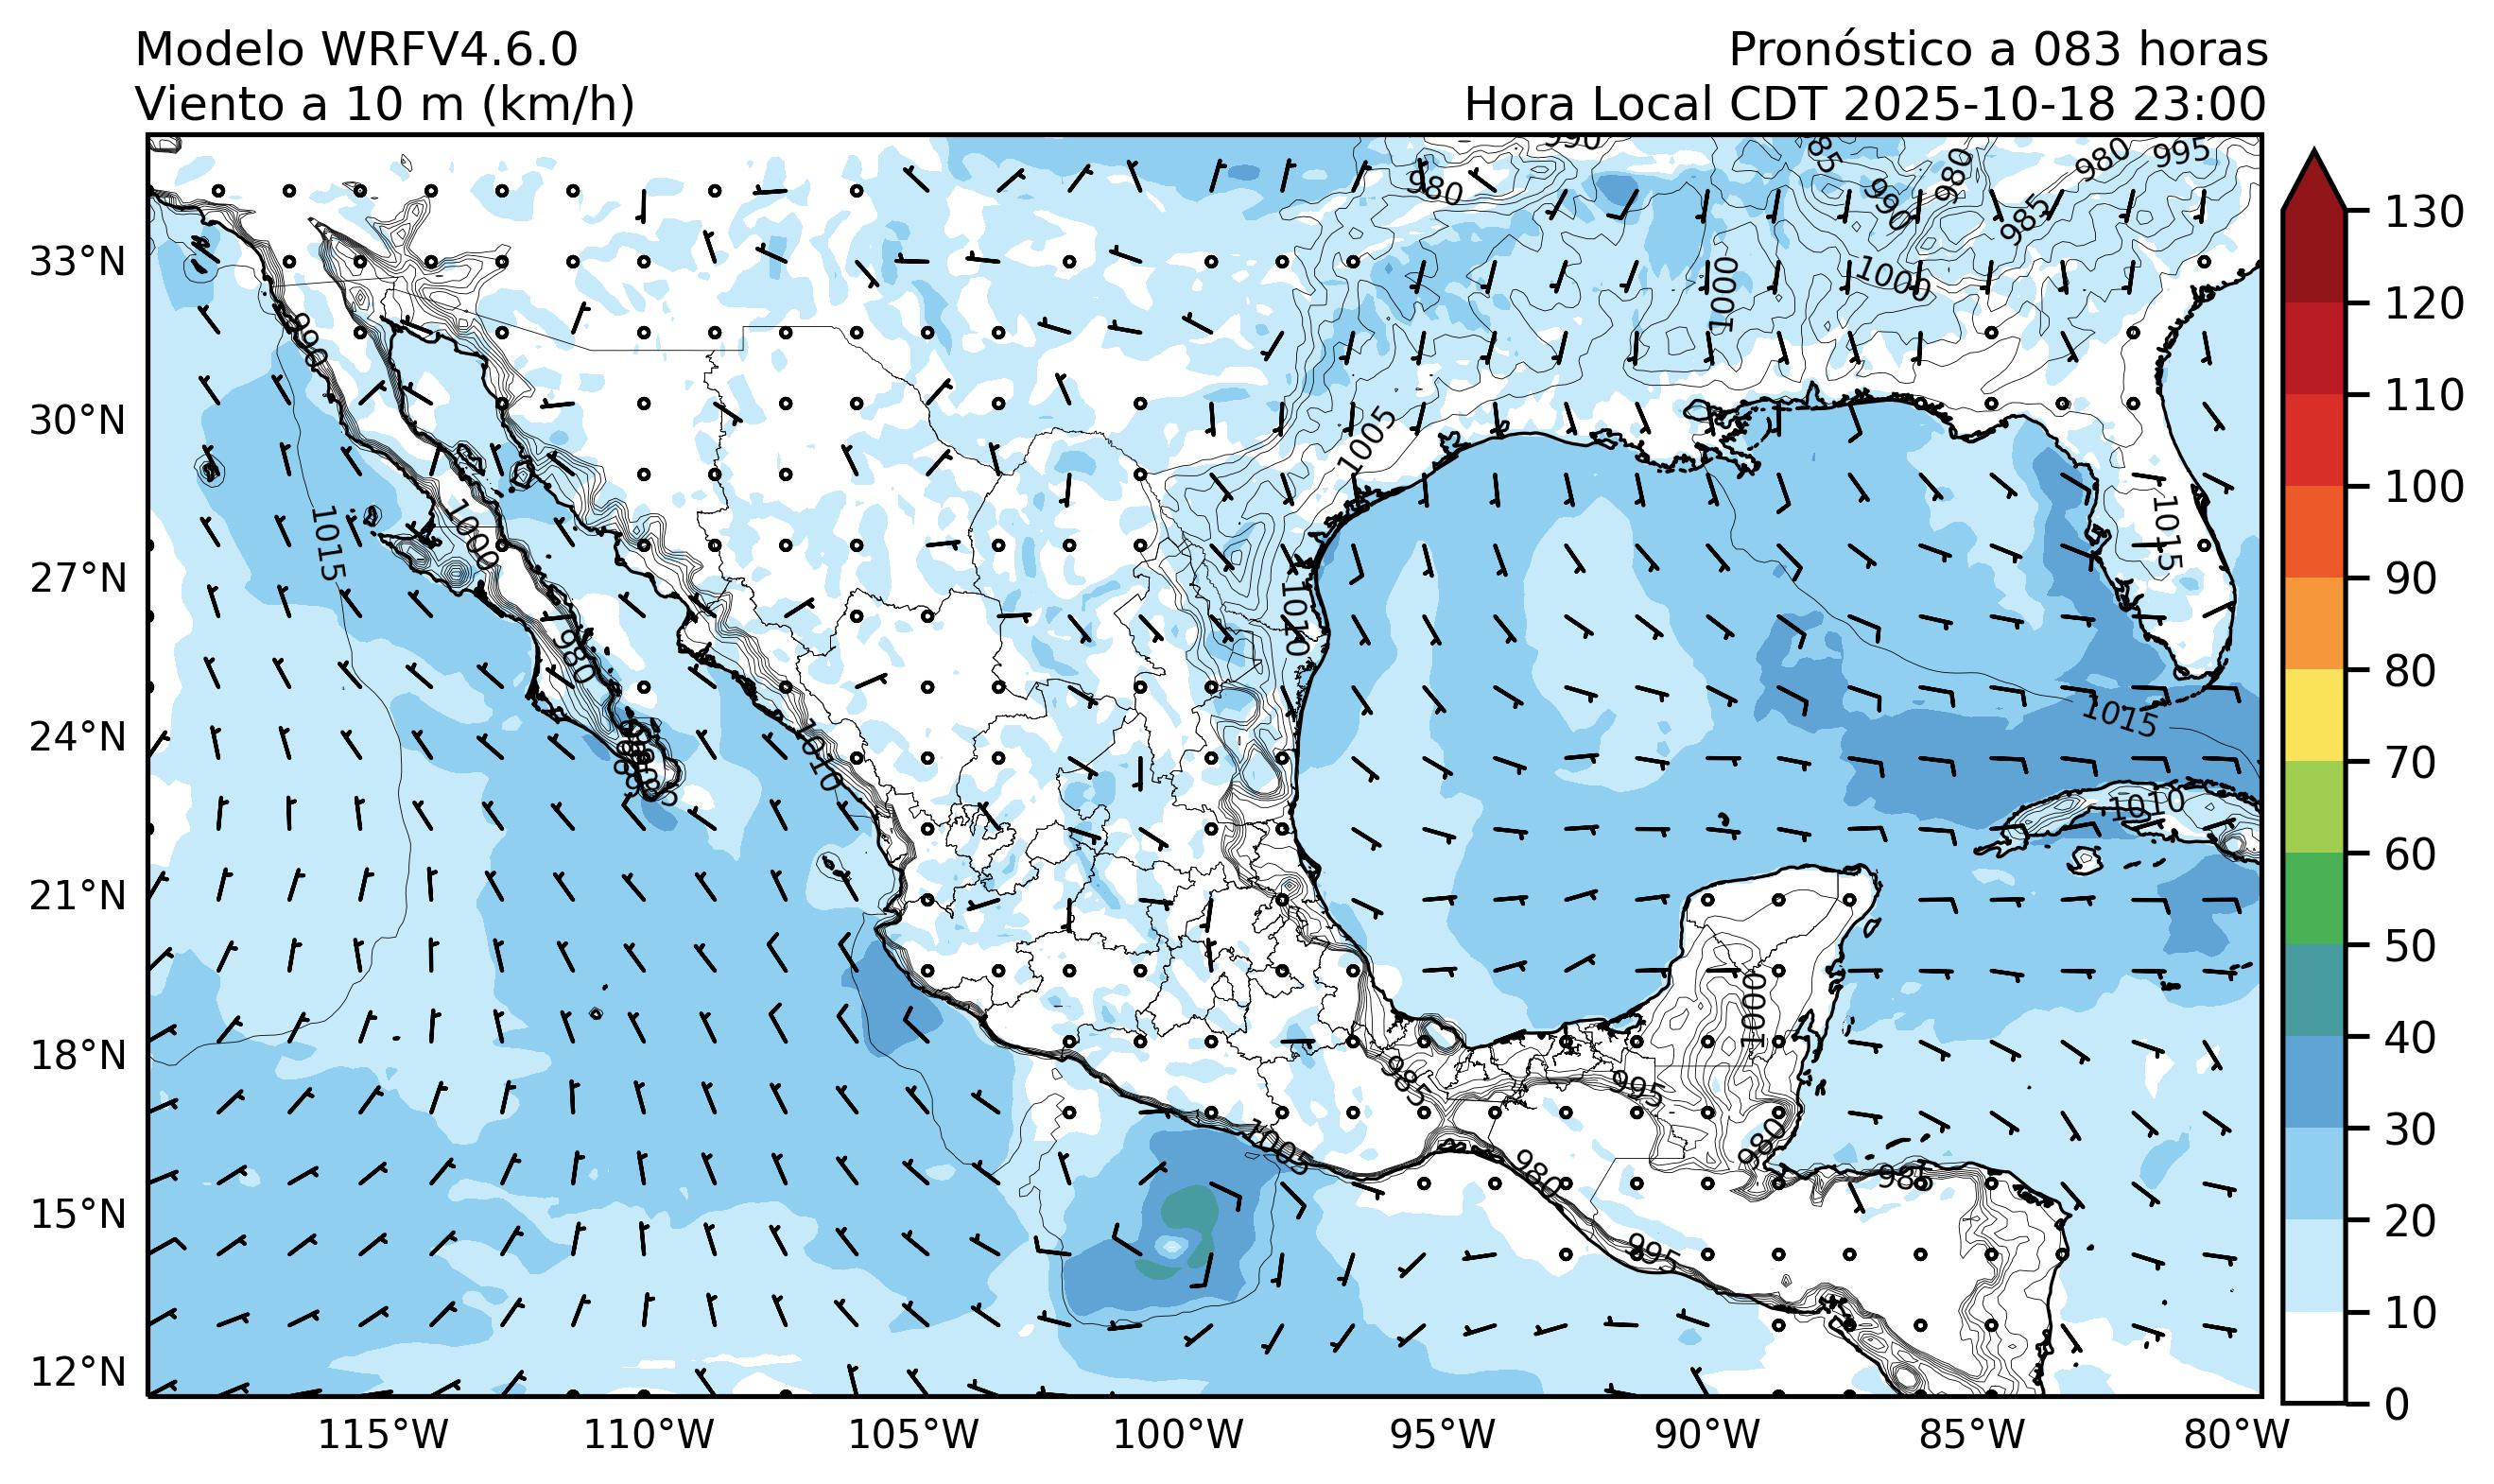 Modelo WRFV4.6.0
Viento a 10 m (km/h)
Pronóstico a 083 horas
Hora Local CDT 2025-10-18 23:00
990
980
985
980
990
980
985
995
1000
1000
990
1005
1015
1000
1015
1010
980
1015
1010
1010
985
995
1000
980
1005
980
985
995
33°N
30°N
27°N
24°N
21°N
18°N
15°N
12°N
115°W
110°W
105°W
100°W
95°W
90°W
85°W
80°W
130
120
110
100
90
80
70
60
50
40
30
20
10
0